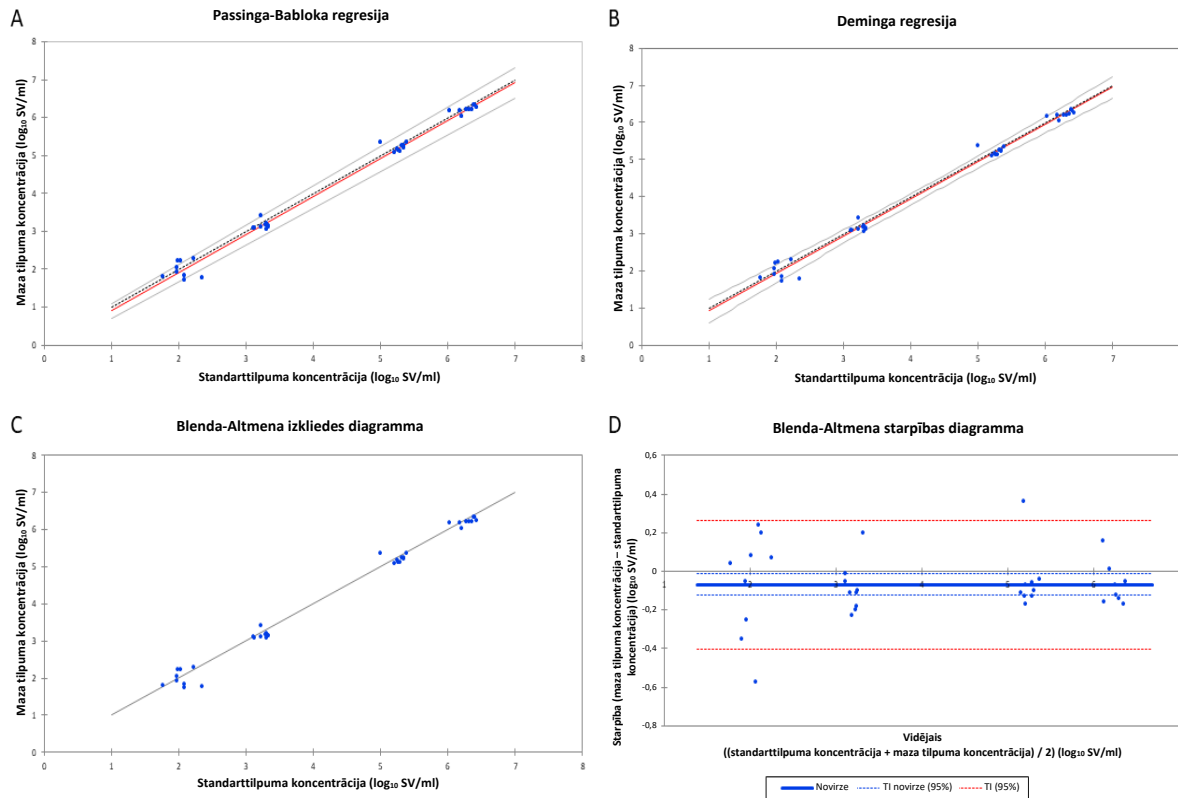 A
Passinga-Babloka regresija
Maza tilpuma koncentrācija (log₁₀ SV/ml)
8
7
6
5
4
3
2
1
0
0 1 2 3 4 5 6 7 8
Standarttilpuma koncentrācija (log₁₀ SV/ml)
B
Deminga regresija
Maza tilpuma koncentrācija (log₁₀ SV/ml)
8
7
6
5
4
3
2
1
0
0 1 2 3 4 5 6 7 8
Standarttilpuma koncentrācija (log₁₀ SV/ml)
C
Blenda-Altmena izkliedes diagramma
Maza tilpuma koncentrācija (log₁₀ SV/ml)
8
7
6
5
4
3
2
1
0
0 1 2 3 4 5 6 7 8
Standarttilpuma koncentrācija (log₁₀ SV/ml)
D
Blenda-Altmena starpības diagramma
Starpība (maza tilpuma koncentrācija – standarttilpuma
koncentrācija) (log₁₀ SV/ml)
0,6
0,4
0,2
0
-0,2
-0,4
-0,6
-0,8
1 2 3 4 5 6
Vidējais
((standarttilpuma koncentrācija + maza tilpuma koncentrācija) / 2) (log₁₀ SV/ml)
Novirze TI novirze (95%) TI (95%)